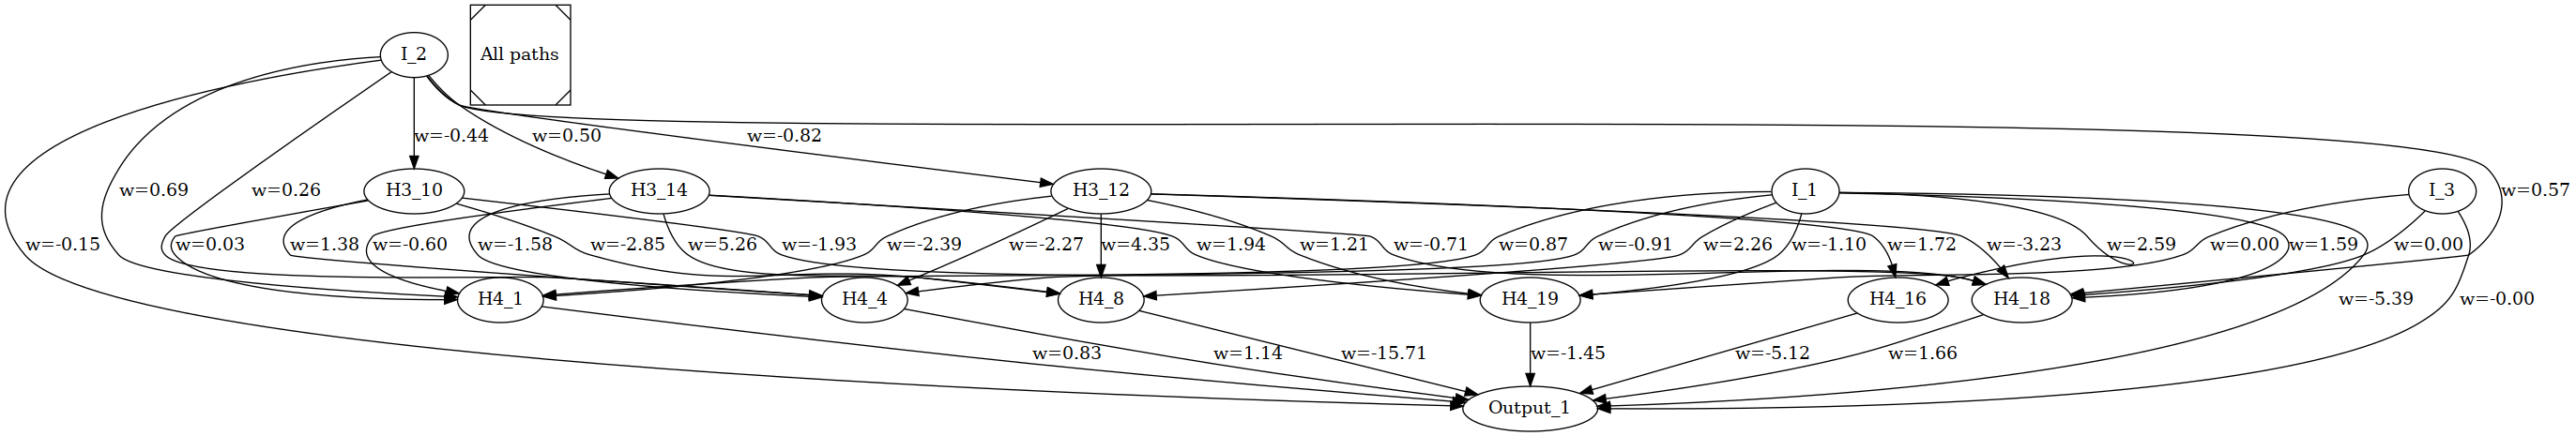 I_2
All paths
w=-0.44
w=0.50
w=-0.82
w=0.69
w=0.26
H3_10
H3_14
H3_12
I_1
I_3
w=0.57
w=-0.15
w=0.03
w=1.38
w=-0.60
w=-1.58
w=-2.85
w=5.26
w=-1.93
w=-2.39
w=-2.27
w=4.35
w=1.94
w=1.21
w=-0.71
w=0.87
w=-0.91
w=2.26
w=-1.10
w=1.72
w=-3.23
w=2.59
w=0.00
w=1.59
w=0.00
H4_1
H4_4
H4_8
H4_19
H4_16
H4_18
w=-5.39
w=-0.00
w=0.83
w=1.14
w=-15.71
w=-1.45
w=-5.12
w=1.66
Output_1